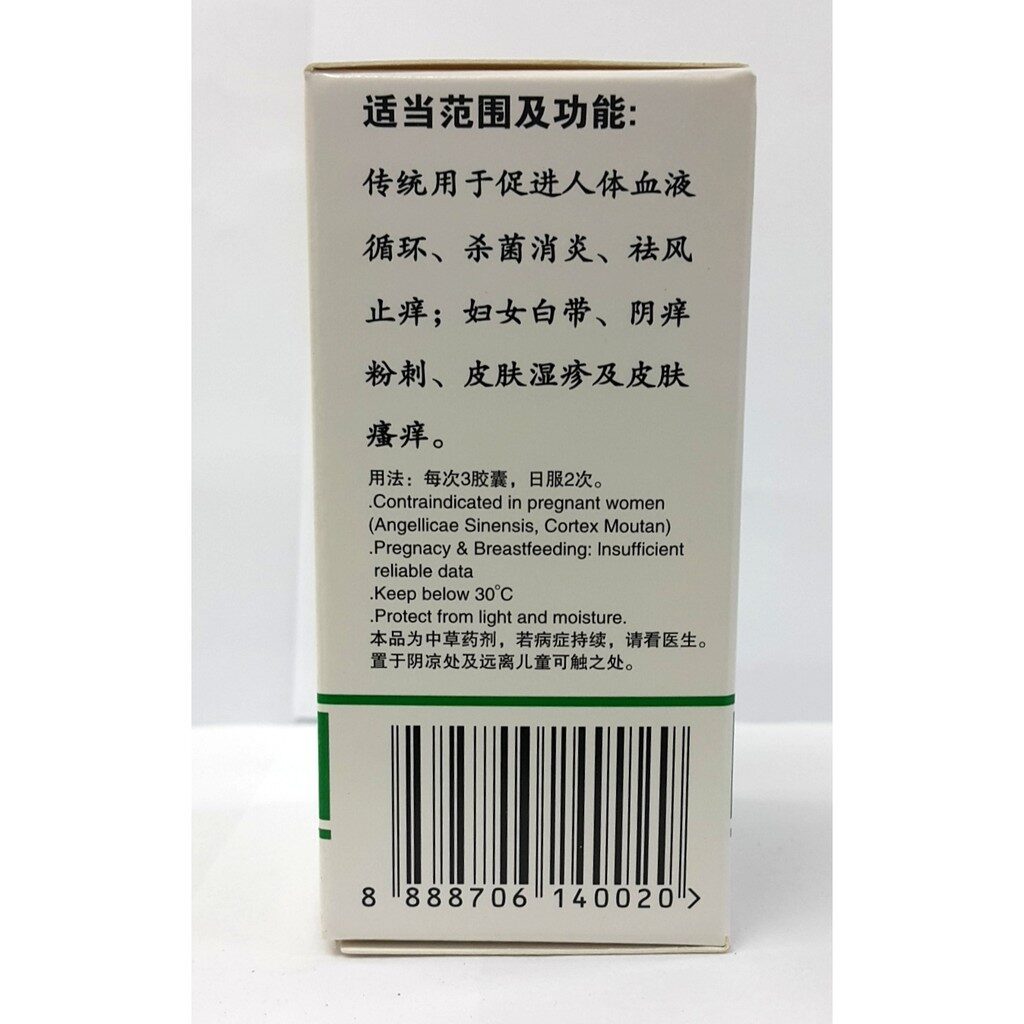 适当范围及功能:
传统用于促进人体血液
循环、杀菌消炎、祛风
止痒；妇女白带、阴痒
粉刺、皮肤湿疹及皮肤
瘙痒。
用法：每次3胶囊，日服2次。
.Contraindicated in pregnant women
(Angellicae Sinensis, Cortex Moutan)
.Pregnacy & Breastfeeding: Insufficient
reliable data
.Keep below 30°C
.Protect from light and moisture.
本品为中草药剂，若病症持续，请看医生。
置于阴凉处及远离儿童可触之处。
8 888706 140020 >